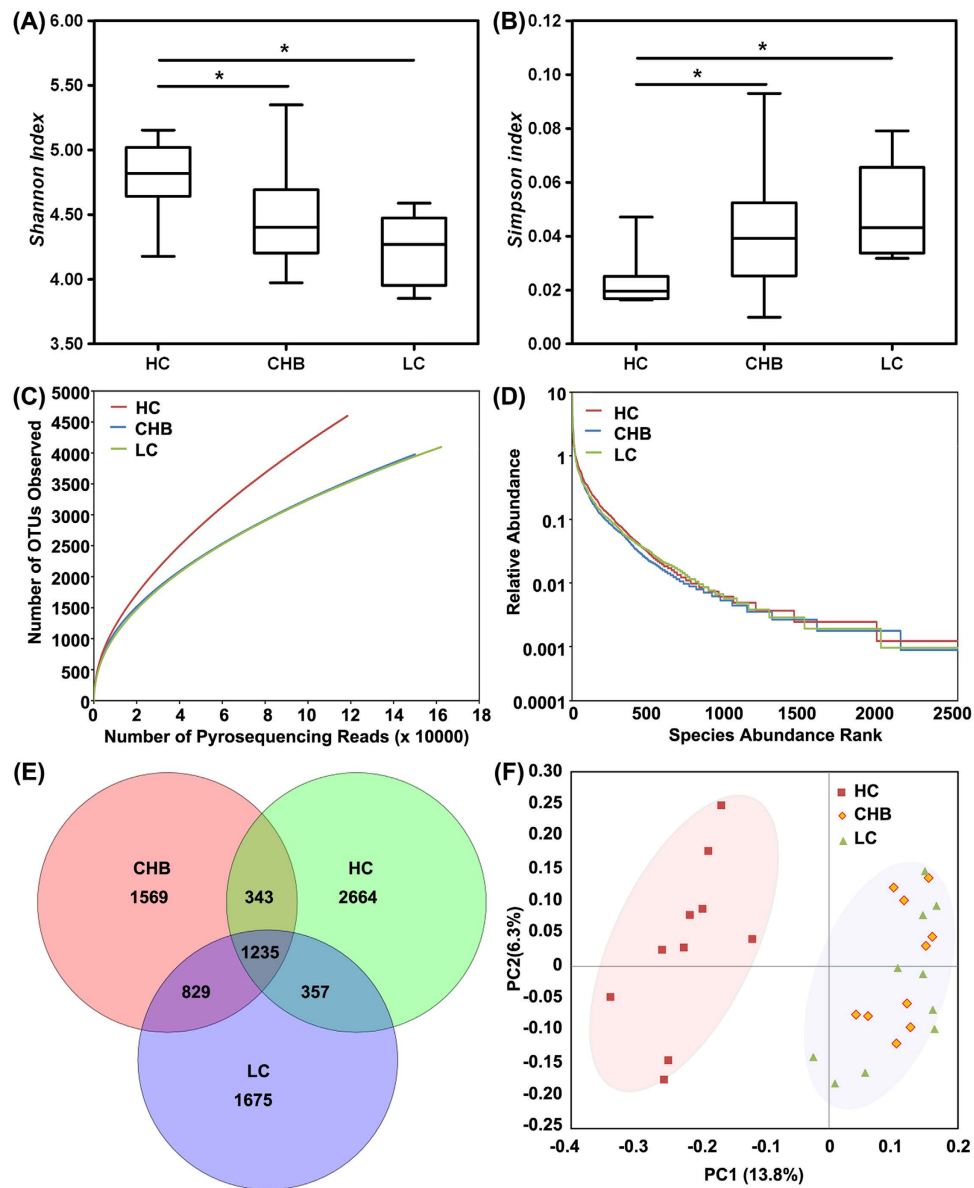 (A)
Shannon Index
6.00
5.50
5.00
4.50
4.00
3.50
*
*
HC CHB LC
(B)
Simpson index
0.12
0.10
0.08
0.06
0.04
0.02
0.00
*
*
HC CHB LC
(C)
Number of OTUs Observed
5000
4500
4000
3500
3000
2500
2000
1500
1000
500
0
HC
CHB
LC
0 2 4 6 8 10 12 14 16 18
Number of Pyrosequencing Reads (x 10000)
(D)
Relative Abundance
10
1
0.1
0.01
0.001
0.0001
HC
CHB
LC
0 500 1000 1500 2000 2500
Species Abundance Rank
(E)
CHB
1569
343
HC
2664
1235
829
357
LC
1675
(F)
PC2(6.3%)
0.30
0.25
0.20
0.15
0.10
0.05
0
-0.05
-0.10
-0.15
-0.20
-0.25
HC
CHB
LC
-0.4 -0.3 -0.2 -0.1 0 0.1 0.2
PC1 (13.8%)